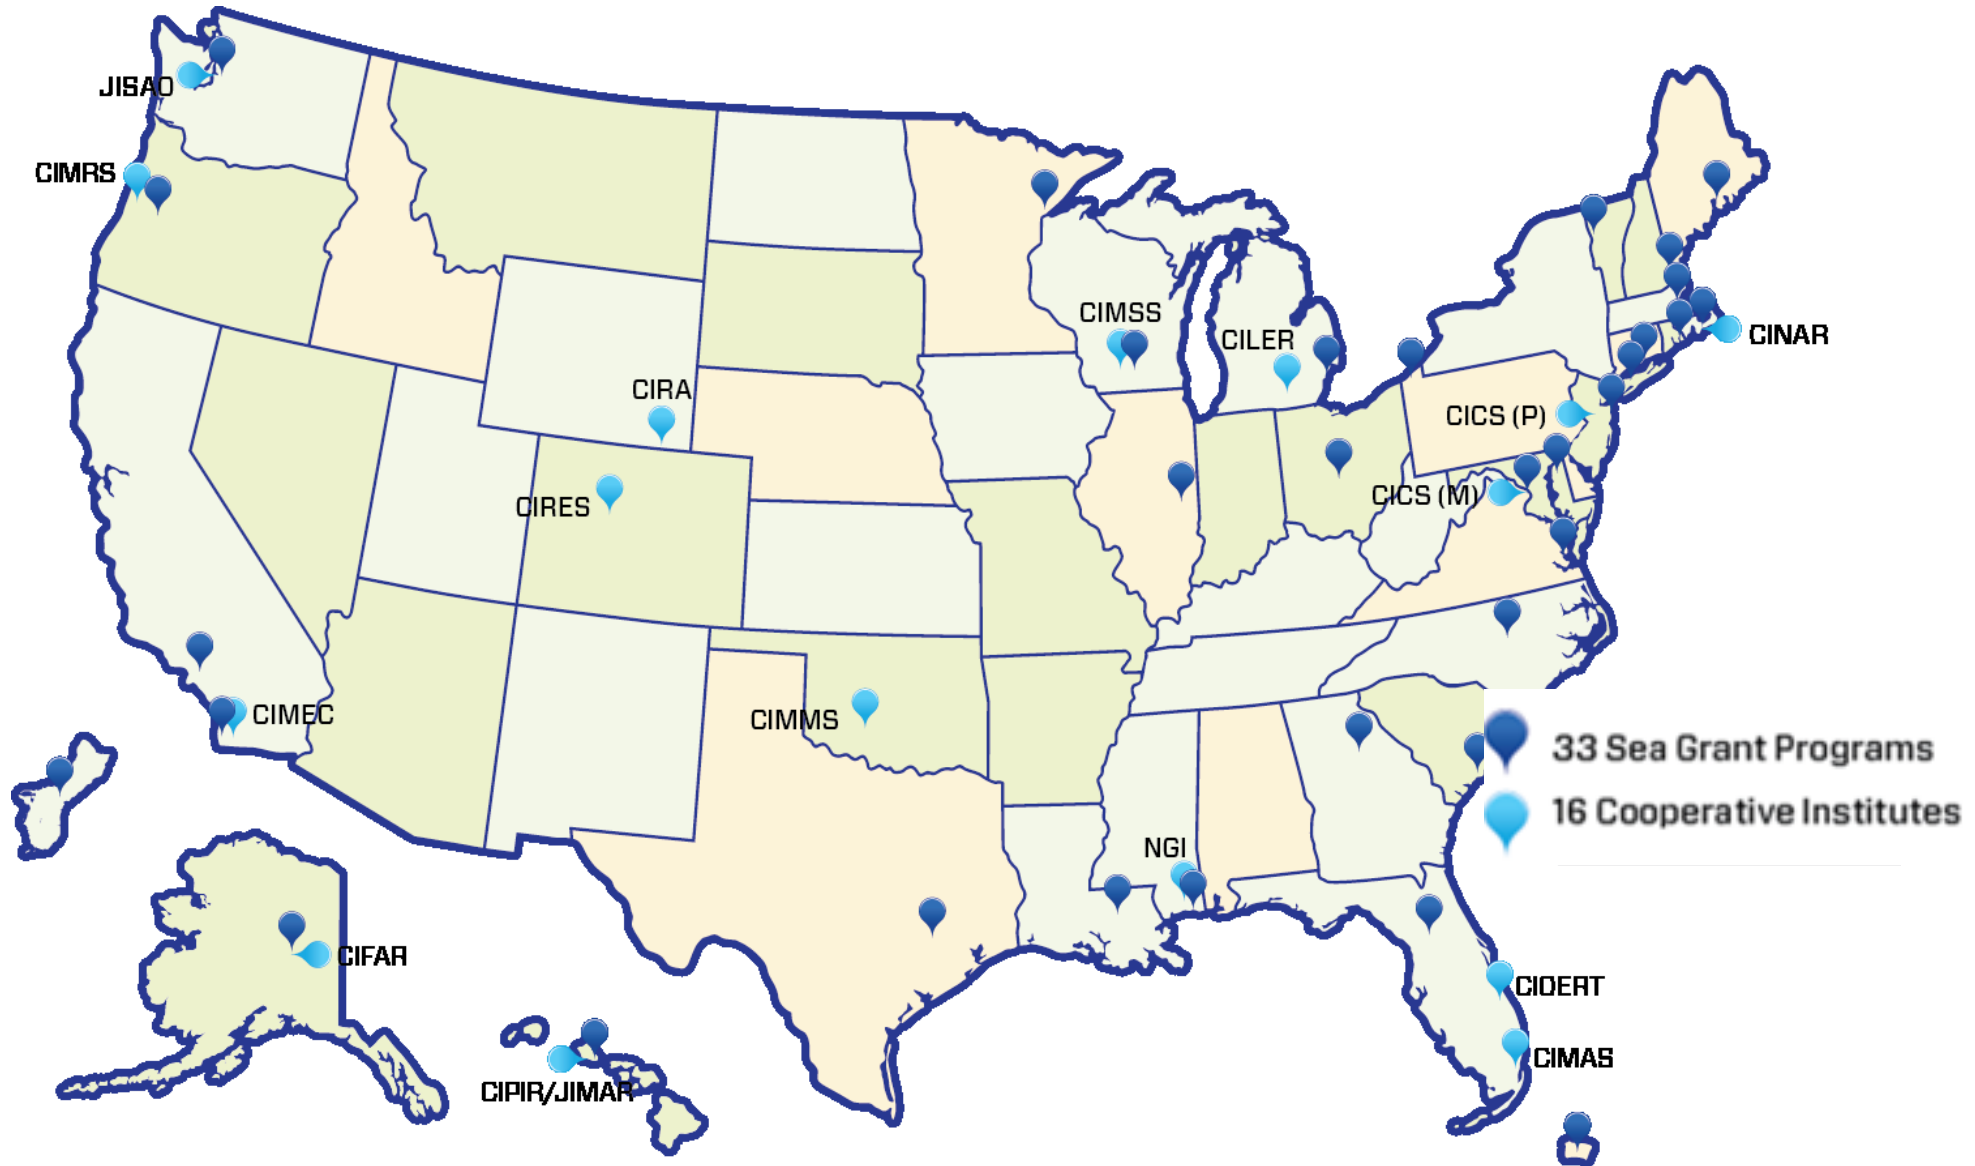 JISAO
CIMRS
CIMSS
CILER
CINAR
CIRA
CICS (P)
CIRES
CICS (M)
CIMEC
CIMMS
33 Sea Grant Programs
16 Cooperative Institutes
NGI
CIFAR
CIOERT
CIMAS
CIPIR/JIMAR